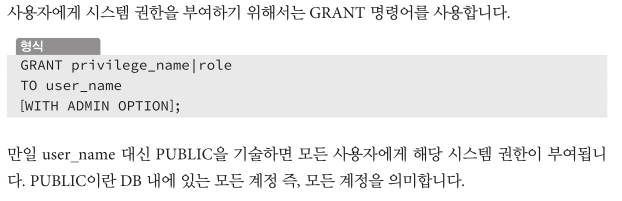 사용자에게 시스템 권한을 부여하기 위해서는 GRANT 명령어를 사용합니다.
형식
GRANT privilege_name|role
TO user_name
[WITH ADMIN OPTION];
만일 user_name 대신 PUBLIC을 기술하면 모든 사용자에게 해당 시스템 권한이 부여됩니
다. PUBLIC이란 DB 내에 있는 모든 계정 즉, 모든 계정을 의미합니다.